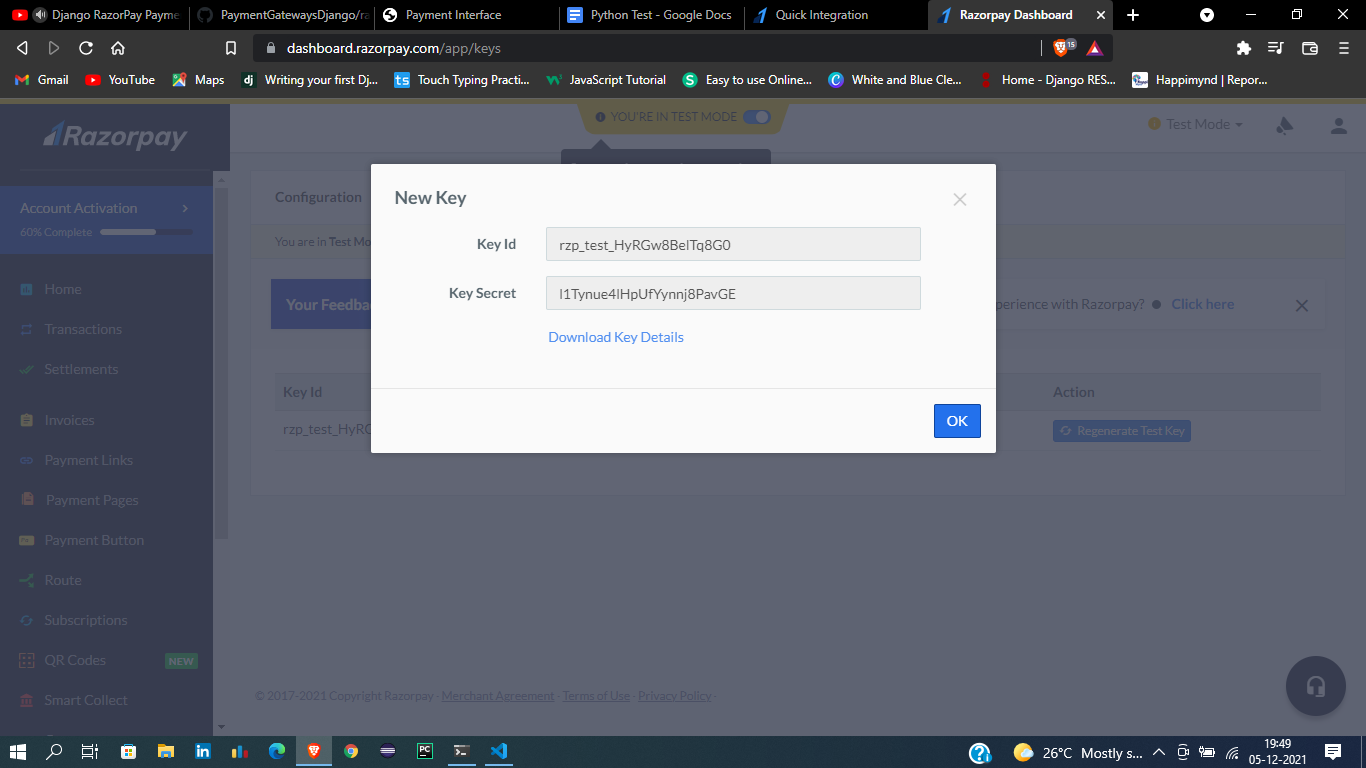 Django RazorPay Payme
PaymentGatewaysDjango/ra
Payment Interface
Python Test - Google Docs
Quick Integration
Razorpay Dashboard
dashboard.razorpay.com/app/keys
15
Gmail
YouTube
Maps
dj Writing your first Dj...
ts Touch Typing Practi...
JavaScript Tutorial
S Easy to use Online...
C White and Blue Cle...
Home - Django RES...
Happimynd | Repor...
Razorpay
YOU'RE IN TEST MODE
Test Mode
Account Activation
60% Complete
Home
Transactions
Settlements
Invoices
Payment Links
Payment Pages
Payment Button
Route
Subscriptions
QR Codes NEW
Smart Collect
Configuration
You are in Test Mo
Your Feedba
perience with Razorpay? Click here
Key Id Action
rzp_test_HyRG Regenerate Test Key
New Key
Key Id rzp_test_HyRGw8BelTq8G0
Key Secret l1Tynue4lHpUfYynnj8PavGE
Download Key Details
OK
© 2017-2021 Copyright Razorpay · Merchant Agreement · Terms of Use · Privacy Policy ·
26°C Mostly s...
19:49
05-12-2021